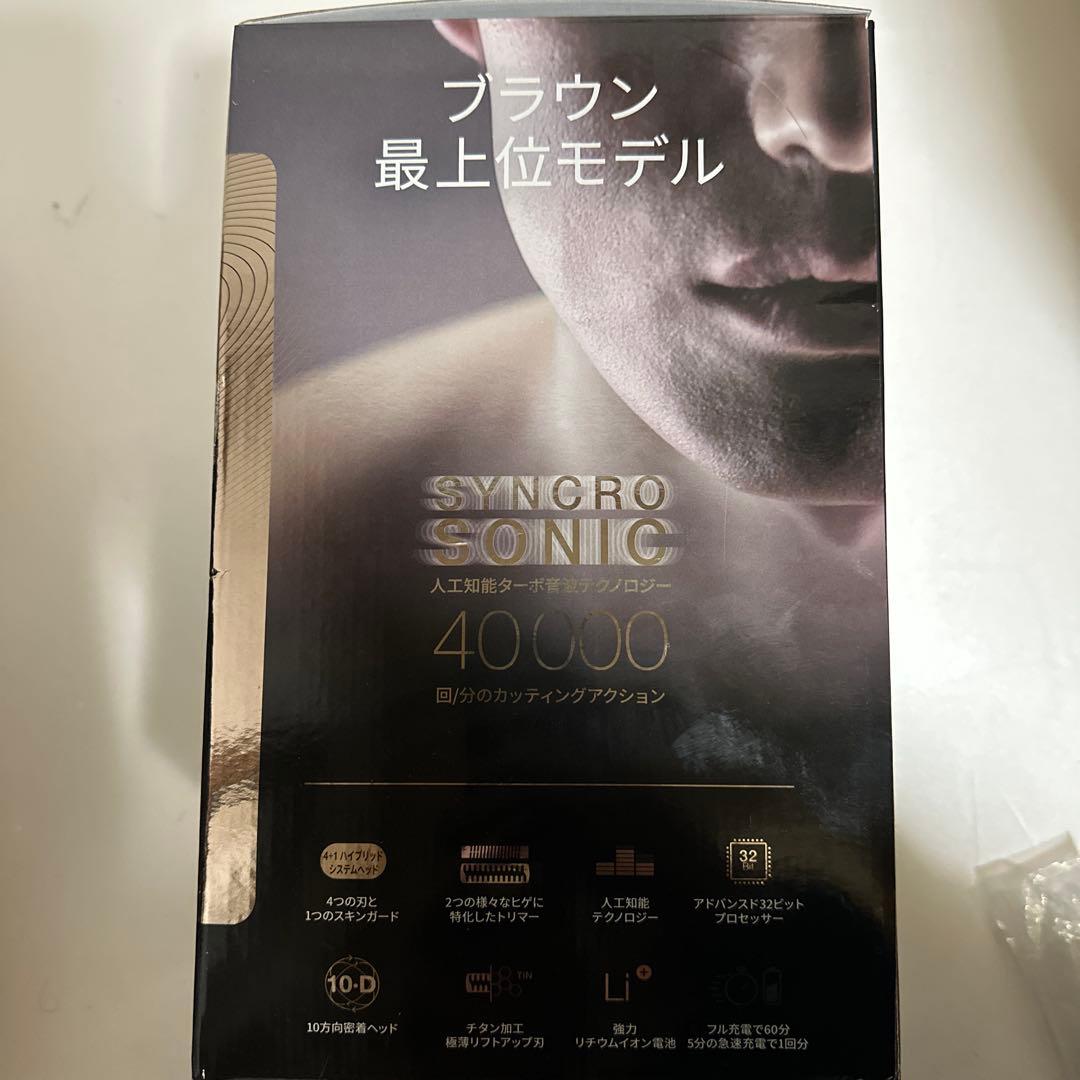 ブラウン
最上位モデル
SYNCRO
SONIC
人工知能ターボ音波テクノロジー
40000
回/分のカッティングアクション
4+1 ハイブリッド
システムヘッド
4つの刃と
1つのスキンガード
2つの様々なヒゲに
特化したトリマー
人工知能
テクノロジー
32
Bit
アドバンスド32ビット
プロセッサー
10-D
10方向密着ヘッド
TIN
チタン加工
極薄リフトアップ刃
Li+
強力
リチウムイオン電池
フル充電で60分
5分の急速充電で1回分